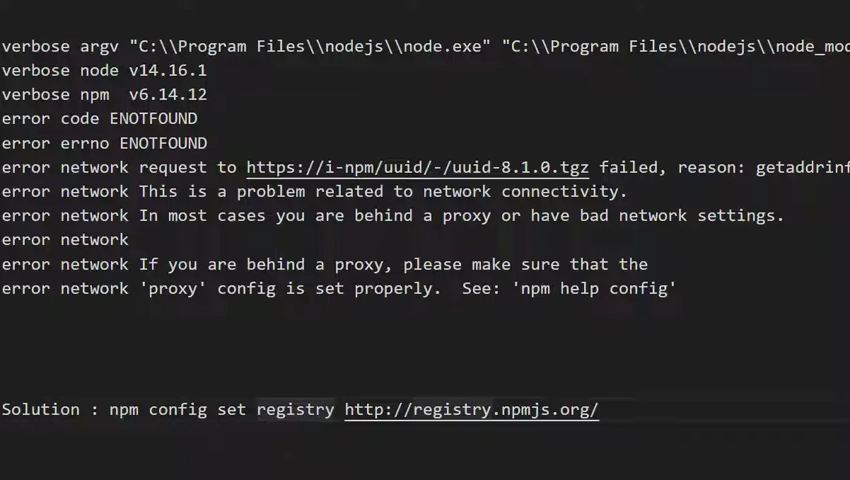 verbose argv "C:\\Program Files\\nodejs\\node.exe" "C:\\Program Files\\nodejs\\node_mod
verbose node v14.16.1
verbose npm  v6.14.12
error code ENOTFOUND
error errno ENOTFOUND
error network request to https://i-npm/uuid/-/uuid-8.1.0.tgz failed, reason: getaddrinf
error network This is a problem related to network connectivity.
error network In most cases you are behind a proxy or have bad network settings.
error network
error network If you are behind a proxy, please make sure that the
error network 'proxy' config is set properly.  See: 'npm help config'
Solution : npm config set registry http://registry.npmjs.org/